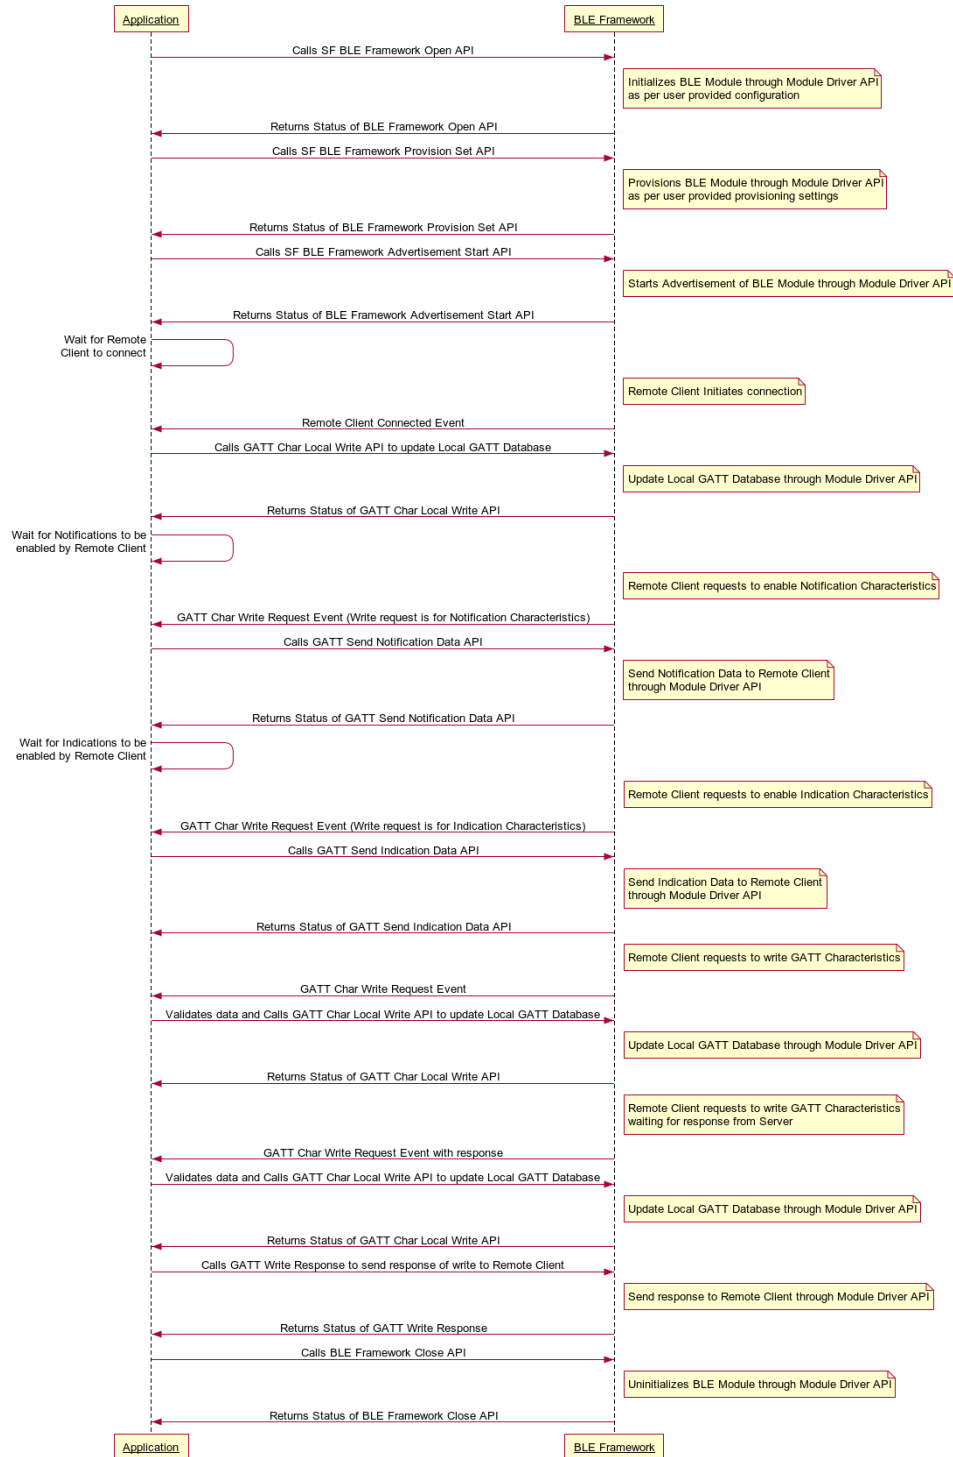 Application
BLE Framework
Calls SF BLE Framework Open API
Initializes BLE Module through Module Driver API
as per user provided configuration
Returns Status of BLE Framework Open API
Calls SF BLE Framework Provision Set API
Provisions BLE Module through Module Driver API
as per user provided provisioning settings
Returns Status of BLE Framework Provision Set API
Calls SF BLE Framework Advertisement Start API
Starts Advertisement of BLE Module through Module Driver API
Returns Status of BLE Framework Advertisement Start API
Wait for Remote
Client to connect
Remote Client Initiates connection
Remote Client Connected Event
Calls GATT Char Local Write API to update Local GATT Database
Update Local GATT Database through Module Driver API
Returns Status of GATT Char Local Write API
Wait for Notifications to be
enabled by Remote Client
Remote Client requests to enable Notification Characteristics
GATT Char Write Request Event (Write request is for Notification Characteristics)
Calls GATT Send Notification Data API
Send Notification Data to Remote Client
through Module Driver API
Returns Status of GATT Send Notification Data API
Wait for Indications to be
enabled by Remote Client
Remote Client requests to enable Indication Characteristics
GATT Char Write Request Event (Write request is for Indication Characteristics)
Calls GATT Send Indication Data API
Send Indication Data to Remote Client
through Module Driver API
Returns Status of GATT Send Indication Data API
Remote Client requests to write GATT Characteristics
GATT Char Write Request Event
Validates data and Calls GATT Char Local Write API to update Local GATT Database
Update Local GATT Database through Module Driver API
Returns Status of GATT Char Local Write API
Remote Client requests to write GATT Characteristics
waiting for response from Server
GATT Char Write Request Event with response
Validates data and Calls GATT Char Local Write API to update Local GATT Database
Update Local GATT Database through Module Driver API
Returns Status of GATT Char Local Write API
Calls GATT Write Response to send response of write to Remote Client
Send response to Remote Client through Module Driver API
Returns Status of GATT Write Response
Calls BLE Framework Close API
Uninitializes BLE Module through Module Driver API
Returns Status of BLE Framework Close API
Application
BLE Framework